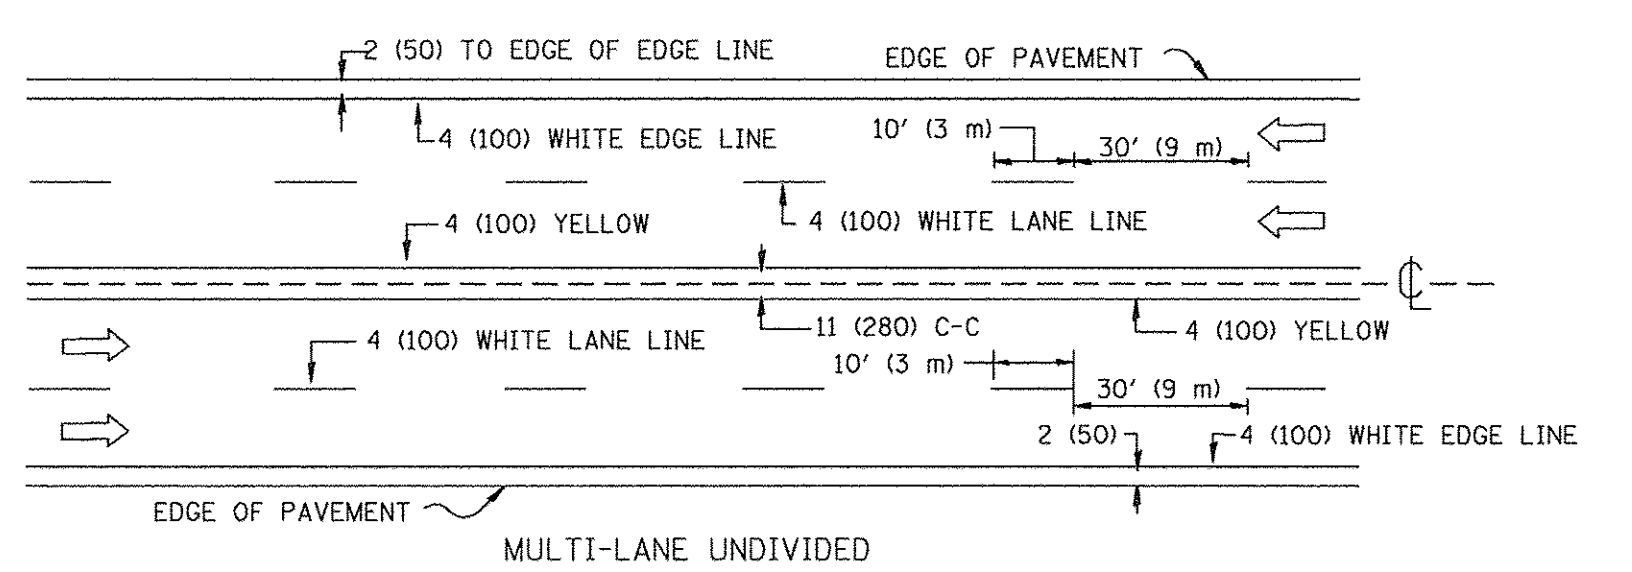 2 (50) TO EDGE OF EDGE LINE
EDGE OF PAVEMENT
4 (100) WHITE EDGE LINE
10' (3 m)
30' (9 m)
4 (100) YELLOW
4 (100) WHITE LANE LINE
℄
11 (280) C-C
4 (100) YELLOW
4 (100) WHITE LANE LINE
10' (3 m)
30' (9 m)
2 (50)
4 (100) WHITE EDGE LINE
EDGE OF PAVEMENT
MULTI-LANE UNDIVIDED